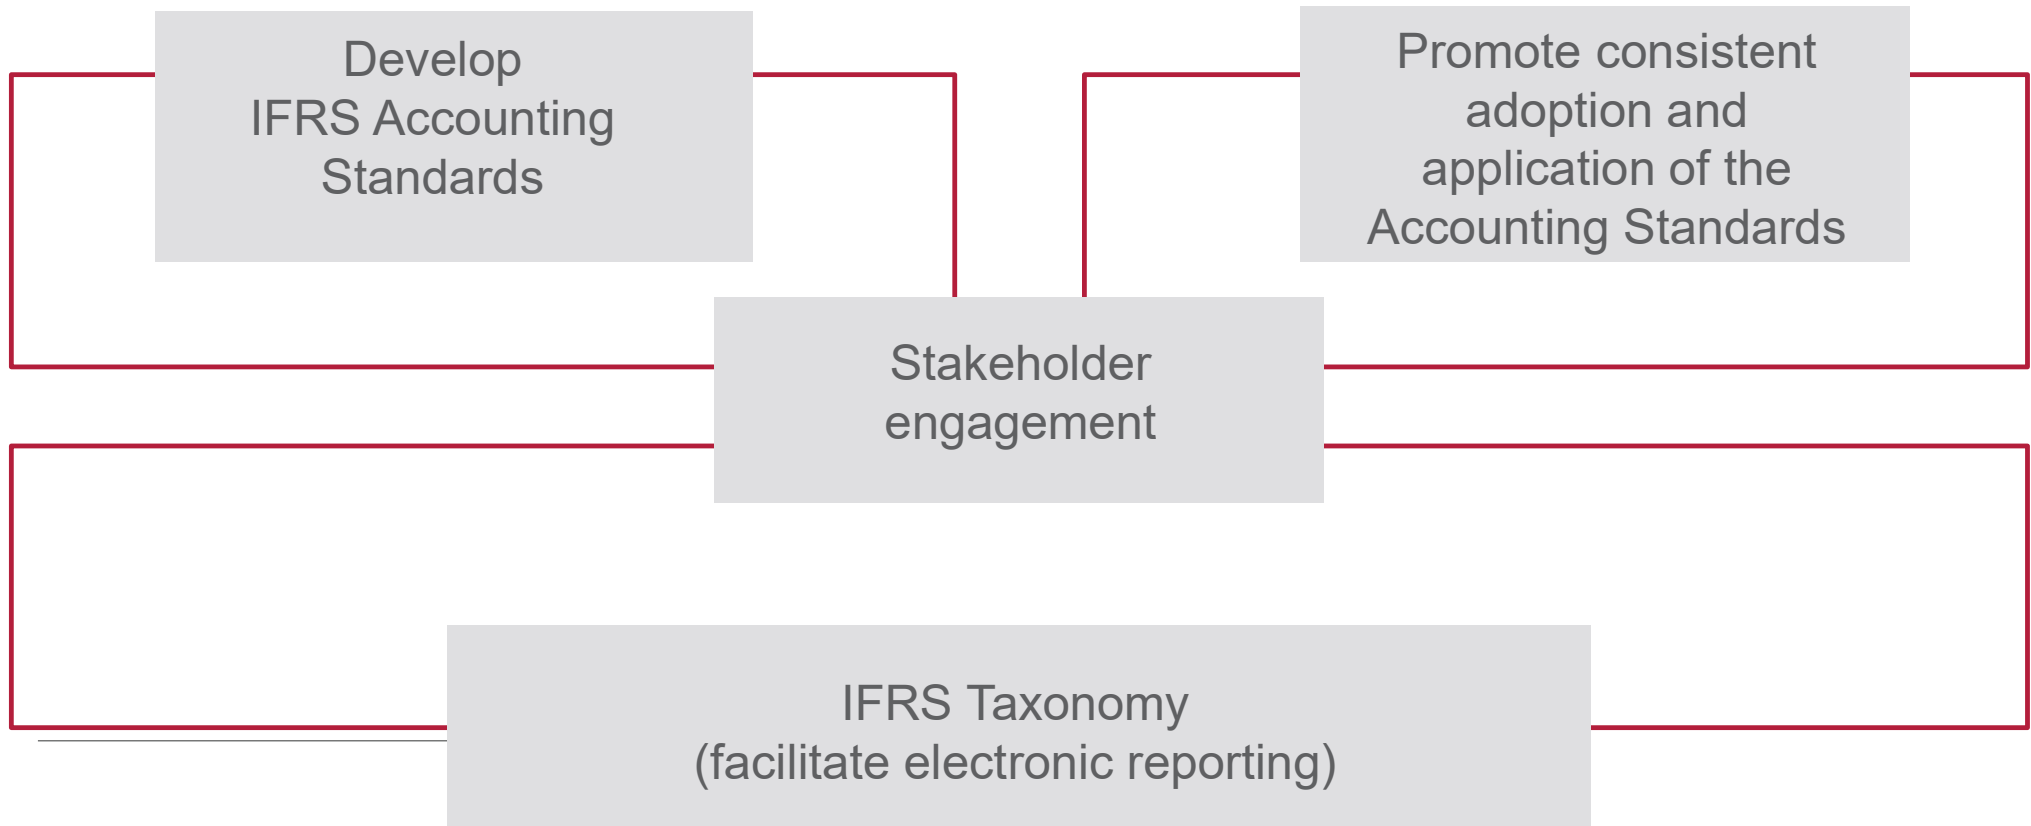 Develop
IFRS Accounting
Standards
Promote consistent
adoption and
application of the
Accounting Standards
Stakeholder
engagement
IFRS Taxonomy
(facilitate electronic reporting)